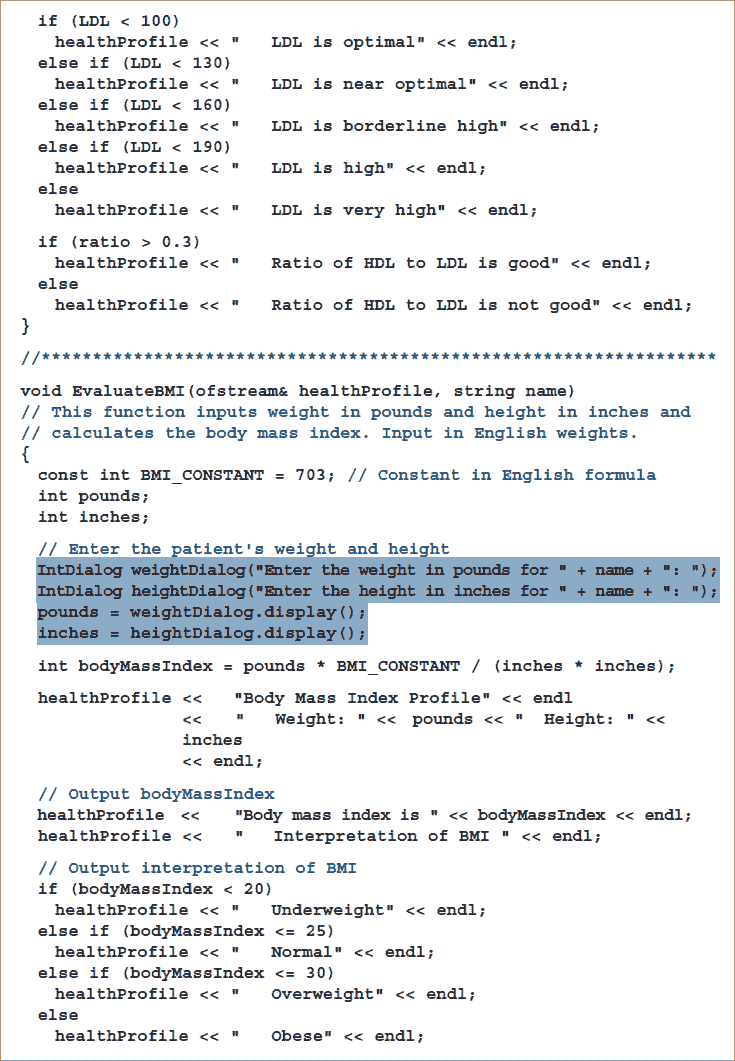 if (LDL < 100)
healthProfile << "   LDL is optimal" << endl;
else if (LDL < 130)
healthProfile << "   LDL is near optimal" << endl;
else if (LDL < 160)
healthProfile << "   LDL is borderline high" << endl;
else if (LDL < 190)
healthProfile << "   LDL is high" << endl;
else
healthProfile << "   LDL is very high" << endl;
if (ratio > 0.3)
healthProfile << "   Ratio of HDL to LDL is good" << endl;
else
healthProfile << "   Ratio of HDL to LDL is not good" << endl;
}
//******************************************************************
void EvaluateBMI(ofstream& healthProfile, string name)
// This function inputs weight in pounds and height in inches and
// calculates the body mass index. Input in English weights.
{
const int BMI_CONSTANT = 703; // Constant in English formula
int pounds;
int inches;
// Enter the patient's weight and height
IntDialog weightDialog("Enter the weight in pounds for " + name + ": ");
IntDialog heightDialog("Enter the height in inches for " + name + ": ");
pounds = weightDialog.display();
inches = heightDialog.display();
int bodyMassIndex = pounds * BMI_CONSTANT / (inches * inches);
healthProfile <<   "Body Mass Index Profile" << endl
<<   "   Weight: " <<  pounds << "  Height: " <<
inches
<< endl;
// Output bodyMassIndex
healthProfile  <<   "Body mass index is " << bodyMassIndex << endl;
healthProfile <<   "   Interpretation of BMI " << endl;
// Output interpretation of BMI
if (bodyMassIndex < 20)
healthProfile << "   Underweight" << endl;
else if (bodyMassIndex <= 25)
healthProfile << "   Normal" << endl;
else if (bodyMassIndex <= 30)
healthProfile << "   Overweight" << endl;
else
healthProfile << "   Obese" << endl;